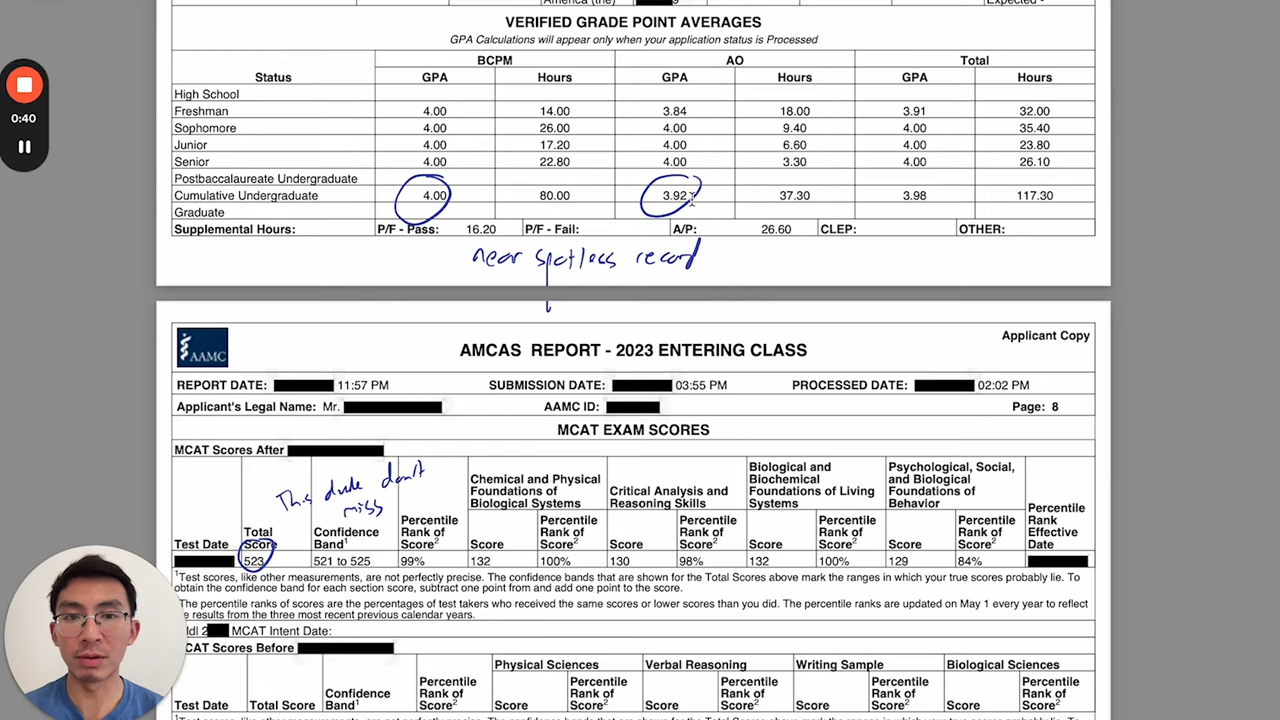 America (the) 9 Expected -
VERIFIED GRADE POINT AVERAGES
GPA Calculations will appear only when your application status is Processed
BCPM AO Total
Status GPA Hours GPA Hours GPA Hours
High School
Freshman 4.00 14.00 3.84 18.00 3.91 32.00
Sophomore 4.00 26.00 4.00 9.40 4.00 35.40
Junior 4.00 17.20 4.00 6.60 4.00 23.80
Senior 4.00 22.80 4.00 3.30 4.00 26.10
Postbaccalaureate Undergraduate
Cumulative Undergraduate 4.00 80.00 3.92 37.30 3.98 117.30
Graduate
Supplemental Hours: P/F - Pass: 16.20 P/F - Fail: A/P: 26.60 CLEP: OTHER:
near spotless record
0:40
AAMC
Applicant Copy
AMCAS REPORT - 2023 ENTERING CLASS
REPORT DATE: 11:57 PM SUBMISSION DATE: 03:55 PM PROCESSED DATE: 02:02 PM
Applicant's Legal Name: Mr. AAMC ID: Page: 8
MCAT EXAM SCORES
MCAT Scores After
This dude don't
miss
Test Date Total Score Confidence Band1 Percentile Rank of Score2 Chemical and Physical Foundations of Biological Systems Score Percentile Rank of Score2 Critical Analysis and Reasoning Skills Score Percentile Rank of Score2 Biological and Biochemical Foundations of Living Systems Score Percentile Rank of Score2 Psychological, Social, and Biological Foundations of Behavior Score Percentile Rank of Score2 Percentile Rank Effective Date
523 521 to 525 99% 132 100% 130 98% 132 100% 129 84%
1Test scores, like other measurements, are not perfectly precise. The confidence bands that are shown for the Total Scores above mark the ranges in which your true scores probably lie. To
obtain the confidence band for each section score, subtract one point from and add one point to the score.
The percentile ranks of scores are the percentages of test takers who received the same scores or lower scores than you did. The percentile ranks are updated on May 1 every year to reflect
results from the three most recent previous calendar years.
MCAT Intent Date:
MCAT Scores Before
Physical Sciences Verbal Reasoning Writing Sample Biological Sciences
Test Date Total Score Confidence Band1 Percentile Rank of Score2 Score Percentile Rank of Score2 Score Percentile Rank of Score2 Score Percentile Rank of Score2 Score Percentile Rank of Score2